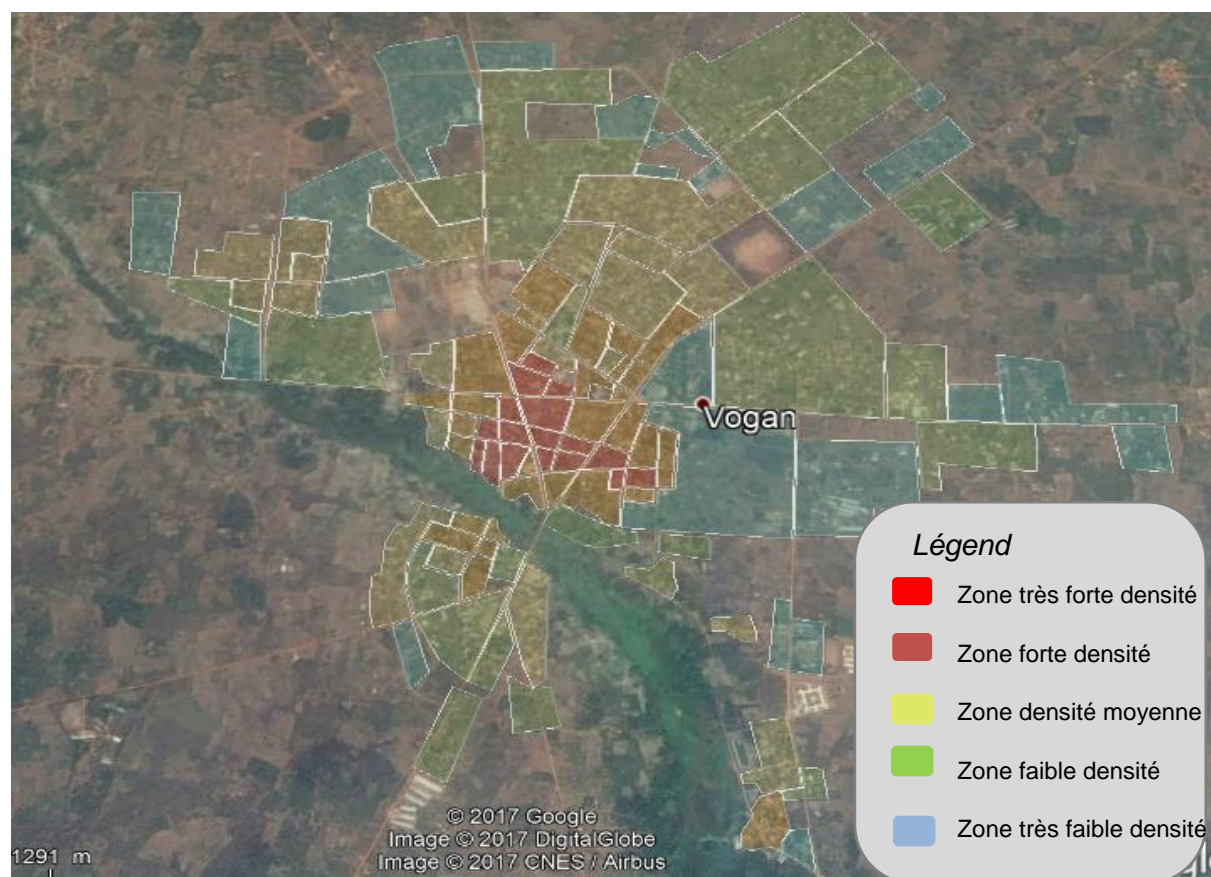 Vogan
Légend
Zone très forte densité
Zone forte densité
Zone densité moyenne
Zone faible densité
Zone très faible densité
© 2017 Google
Image © 2017 DigitalGlobe
Image © 2017 CNES / Airbus
1291 m